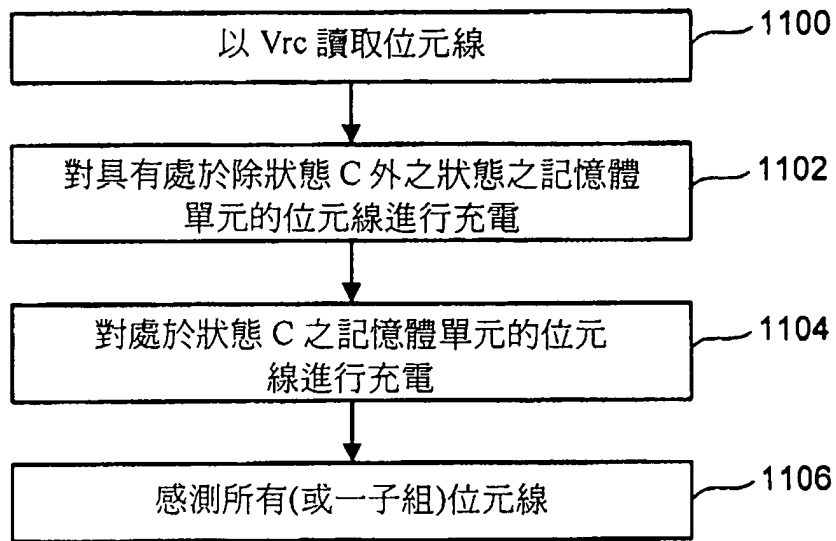 以 Vrc 讀取位元線
1100
對具有處於除狀態 C 外之狀態之記憶體
單元的位元線進行充電
1102
對處於狀態 C 之記憶體單元的位元
線進行充電
1104
感測所有(或一子組)位元線
1106